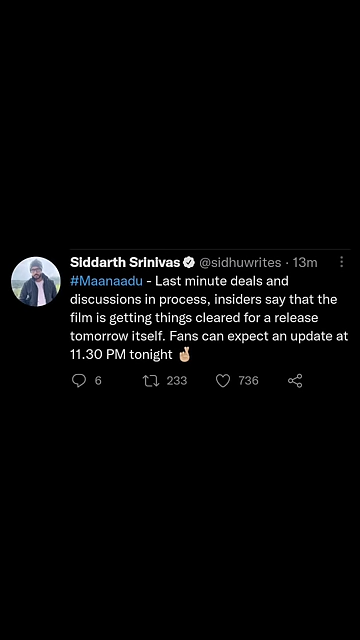 Siddarth Srinivas @sidhuwrites · 13m
#Maanaadu - Last minute deals and
discussions in process, insiders say that the
film is getting things cleared for a release
tomorrow itself. Fans can expect an update at
11.30 PM tonight 🤞🏼
6 233 736